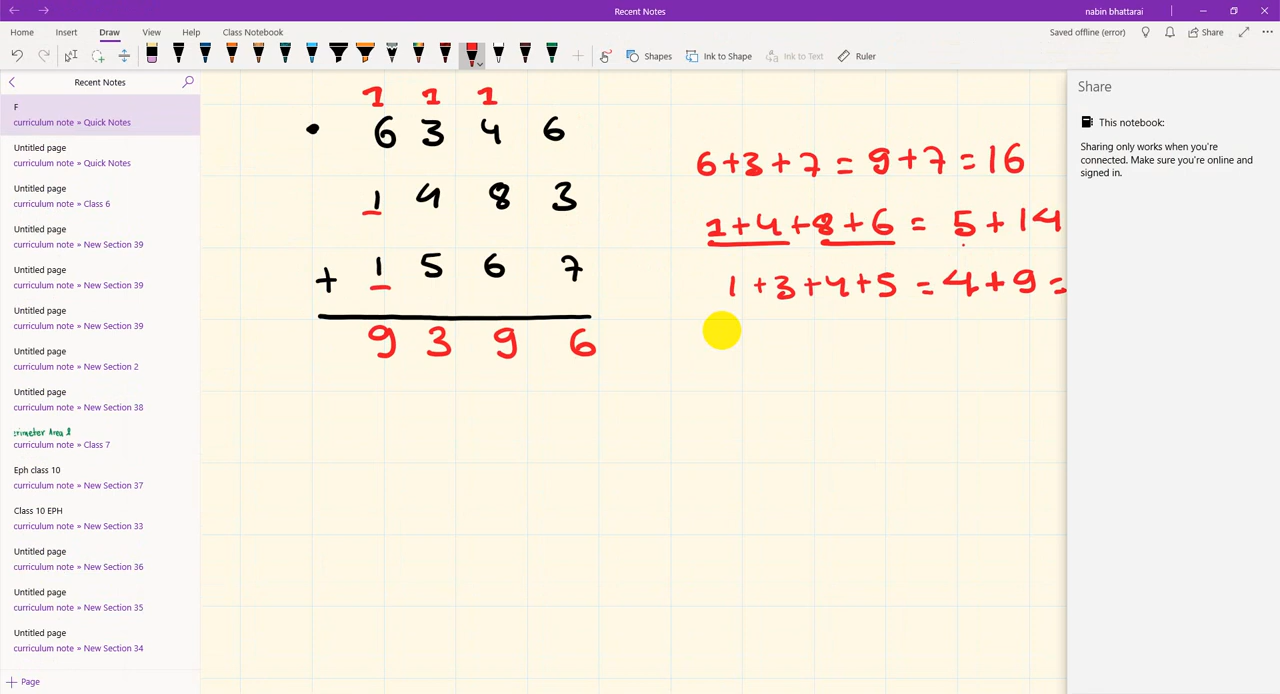 Recent Notes
nabin bhattarai
Home Insert Draw View Help Class Notebook
Saved offline (error) Share
Shapes Ink to Shape Ink to Text Ruler
Recent Notes
F
curriculum note » Quick Notes
Untitled page
curriculum note » Quick Notes
Untitled page
curriculum note » Class 6
Untitled page
curriculum note » New Section 39
Untitled page
curriculum note » New Section 39
Untitled page
curriculum note » New Section 39
Untitled page
curriculum note » New Section 2
Untitled page
curriculum note » New Section 38
curriculum note » Class 7
Eph class 10
curriculum note » New Section 37
Class 10 EPH
curriculum note » New Section 33
Untitled page
curriculum note » New Section 36
Untitled page
curriculum note » New Section 35
Untitled page
curriculum note » New Section 34
+ Page
1 1 1
• 6 3 4 6
1 4 8 3
+ 1 5 6 7
9 3 9 6
6+3+7 = 9+7 = 16
1+4+8+6 = 5+14
1+3+4+5 = 4+9 =
Share
This notebook:
Sharing only works when you're
connected. Make sure you're online and
signed in.